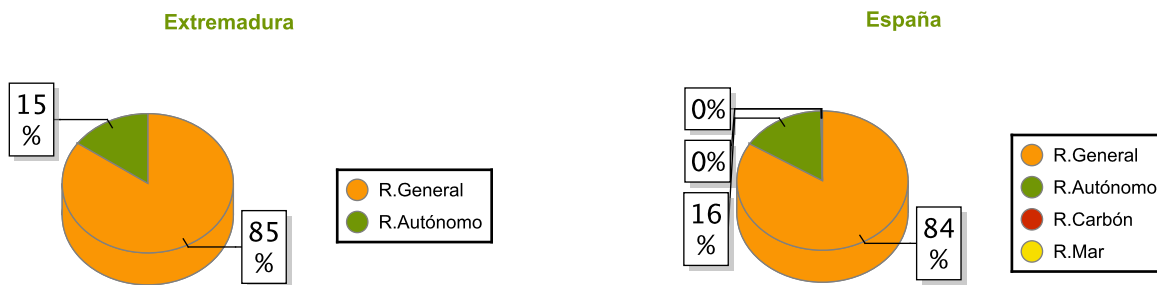 Extremadura
15
%
85
%
R.General
R.Autónomo
España
0%
0%
16
%
84
%
R.General
R.Autónomo
R.Carbón
R.Mar